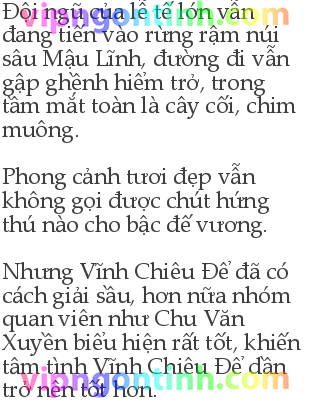 vipngontinh.com
Đội ngũ của lễ tế lớn vẫn
đang tiến vào rừng rậm núi
sâu Mậu Lĩnh, đường đi vẫn
gập ghềnh hiểm trở, trong
tầm mắt toàn là cây cối, chim
muông.
Phong cảnh tươi đẹp vẫn
không gọi được chút hứng
thú nào cho bậc đế vương.
Nhưng Vĩnh Chiêu Đế đã có
cách giải sầu, hơn nữa nhóm
quan viên như Chu Văn
Xuyền biểu hiện rất tốt, khiến
tâm tình Vĩnh Chiêu Đế dần
trở nên tốt hơn.
vipngontinh.com